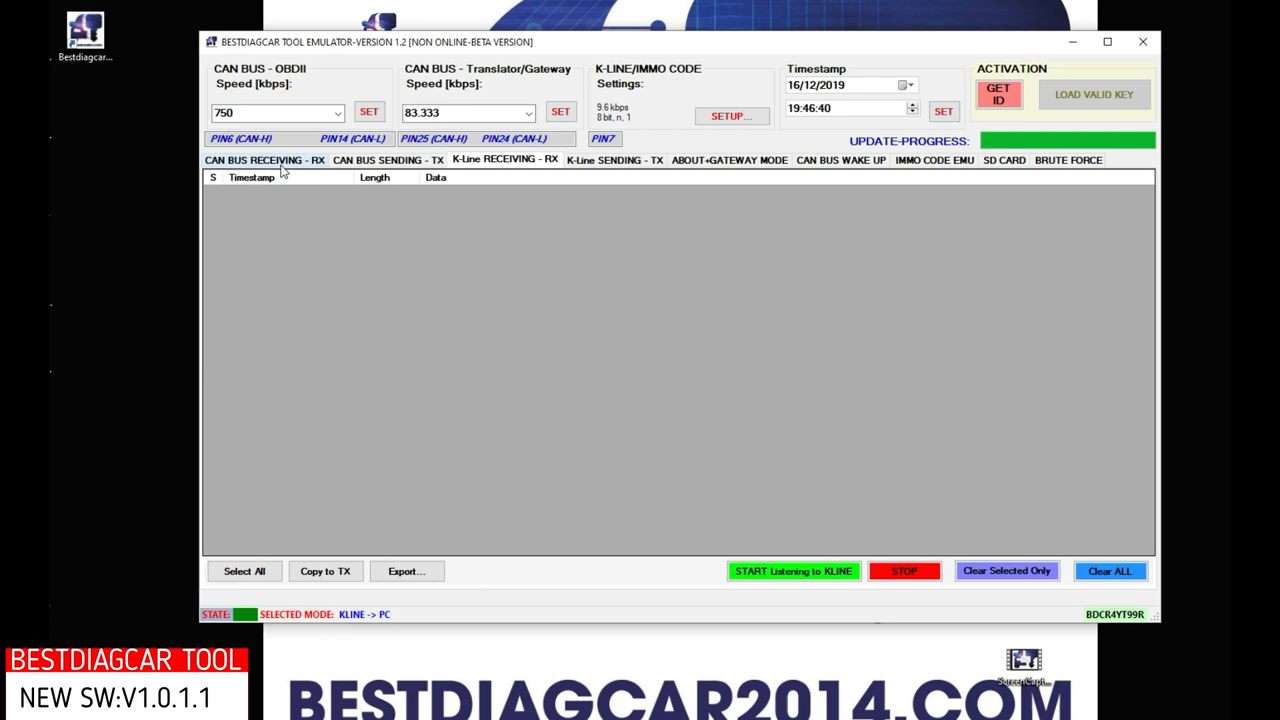 Bestdiagcar...
BESTDIAGCAR TOOL EMULATOR-VERSION 1.2 [NON ONLINE-BETA VERSION]
CAN BUS - OBDII
CAN BUS - Translator/Gateway
K-LINE/IMMO CODE
Timestamp
ACTIVATION
Speed [kbps]:
Speed [kbps]:
Settings:
16/12/2019
GET ID
LOAD VALID KEY
750
SET
83.333
SET
9.6 kbps
8 bit, n. 1
SETUP...
19:46:40
SET
PIN6 (CAN-H)
PIN14 (CAN-L)
PIN25 (CAN-H)
PIN24 (CAN-L)
PIN7
UPDATE-PROGRESS:
CAN BUS RECEIVING - RX
CAN BUS SENDING - TX
K-Line RECEIVING - RX
K-Line SENDING - TX
ABOUT+GATEWAY MODE
CAN BUS WAKE UP
IMMO CODE EMU
SD CARD
BRUTE FORCE
S
Timestamp
Length
Data
Select All
Copy to TX
Export...
START Listening to KLINE
STOP
Clear Selected Only
Clear ALL
STATE:
SELECTED MODE:
KLINE -> PC
BDCR4YT99R
BESTDIAGCAR TOOL
NEW SW:V1.0.1.1
ScreenCapt...
BESTDIAGCAR2014.COM